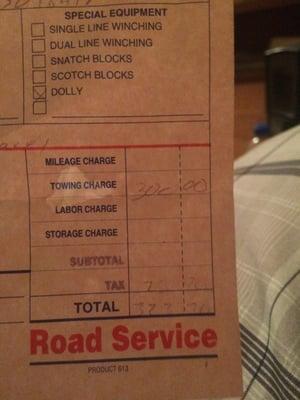 SPECIAL EQUIPMENT
SINGLE LINE WINCHING
DUAL LINE WINCHING
SNATCH BLOCKS
SCOTCH BLOCKS
DOLLY
MILEAGE CHARGE
TOWING CHARGE 300 00
LABOR CHARGE
STORAGE CHARGE
SUBTOTAL
TAX
TOTAL
Road Service
PRODUCT 613